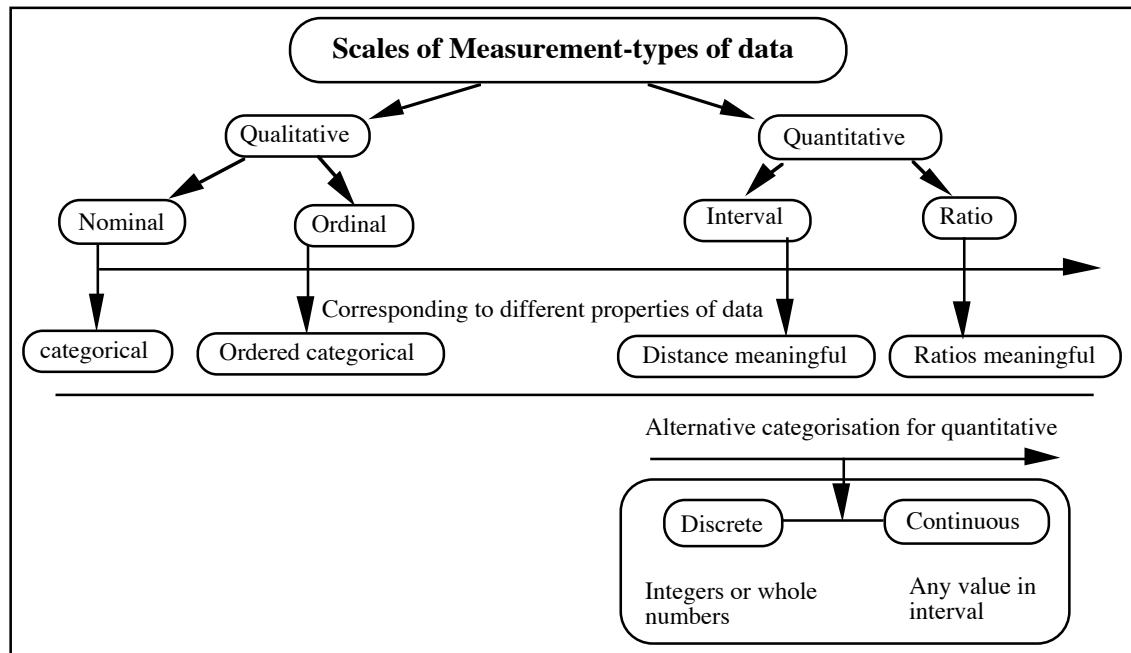 Scales of Measurement-types of data
Qualitative
Quantitative
Nominal
Ordinal
Interval
Ratio
Corresponding to different properties of data
categorical
Ordered categorical
Distance meaningful
Ratios meaningful
Alternative categorisation for quantitative
Discrete
Continuous
Integers or whole
numbers
Any value in
interval